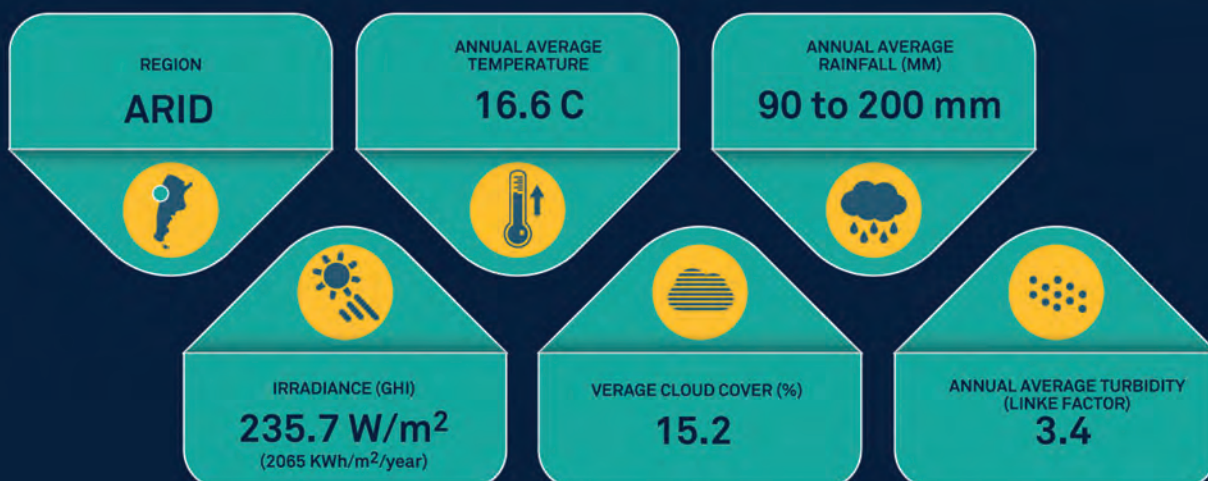 REGION
ARID
ANNUAL AVERAGE
TEMPERATURE
16.6 C
ANNUAL AVERAGE
RAINFALL (MM)
90 to 200 mm
IRRADIANCE (GHI)
235.7 W/m²
(2065 KWh/m²/year)
VERAGE CLOUD COVER (%)
15.2
ANNUAL AVERAGE TURBIDITY
(LINKE FACTOR)
3.4